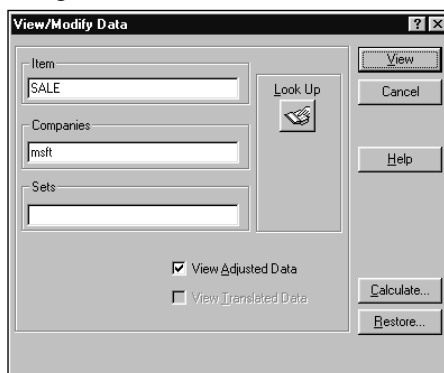 View/Modify Data
Item
SALE
Look Up
Companies
msft
Sets
View Adjusted Data
View Translated Data
View
Cancel
Help
Calculate...
Restore...